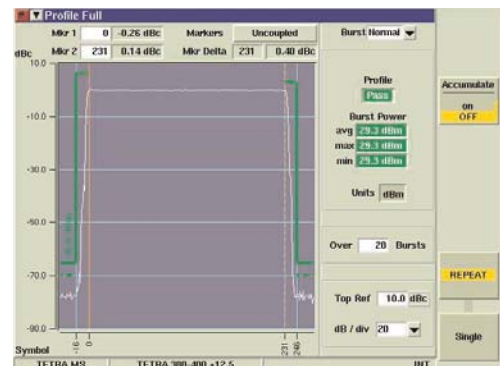 Profile Full
Mkr 1 0 -0.26 dBc Markers Uncoupled Burst Normal
dBc Mkr 2 231 0.14 dBc Mkr Delta 231 0.40 dBc
10.0
-10.0
-30.0
-50.0
-70.0
-90.0
Symbol -16 0 231 246
Profile
Pass
Burst Power
avg 29.3 dBm
max 29.3 dBm
min 29.3 dBm
Units dBm
Over 20 Bursts
Top Ref 10.0 dBc
dB / div 20
Accumulate
on
OFF
REPEAT
Single
TETRA MS TETRA 380-400 +12.5 INT